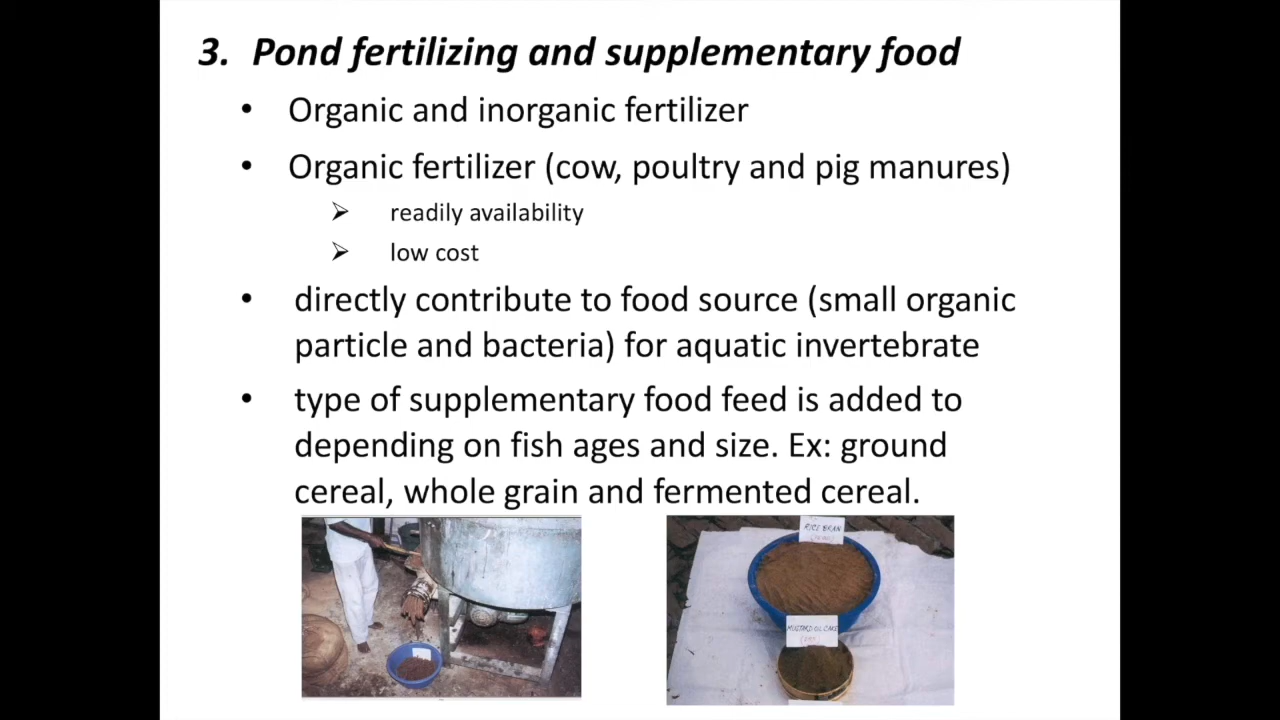 3. Pond fertilizing and supplementary food
• Organic and inorganic fertilizer
• Organic fertilizer (cow, poultry and pig manures)
➢ readily availability
➢ low cost
• directly contribute to food source (small organic
particle and bacteria) for aquatic invertebrate
• type of supplementary food feed is added to
depending on fish ages and size. Ex: ground
cereal, whole grain and fermented cereal.
RICE BRAN
MUSTARD OIL CAKE